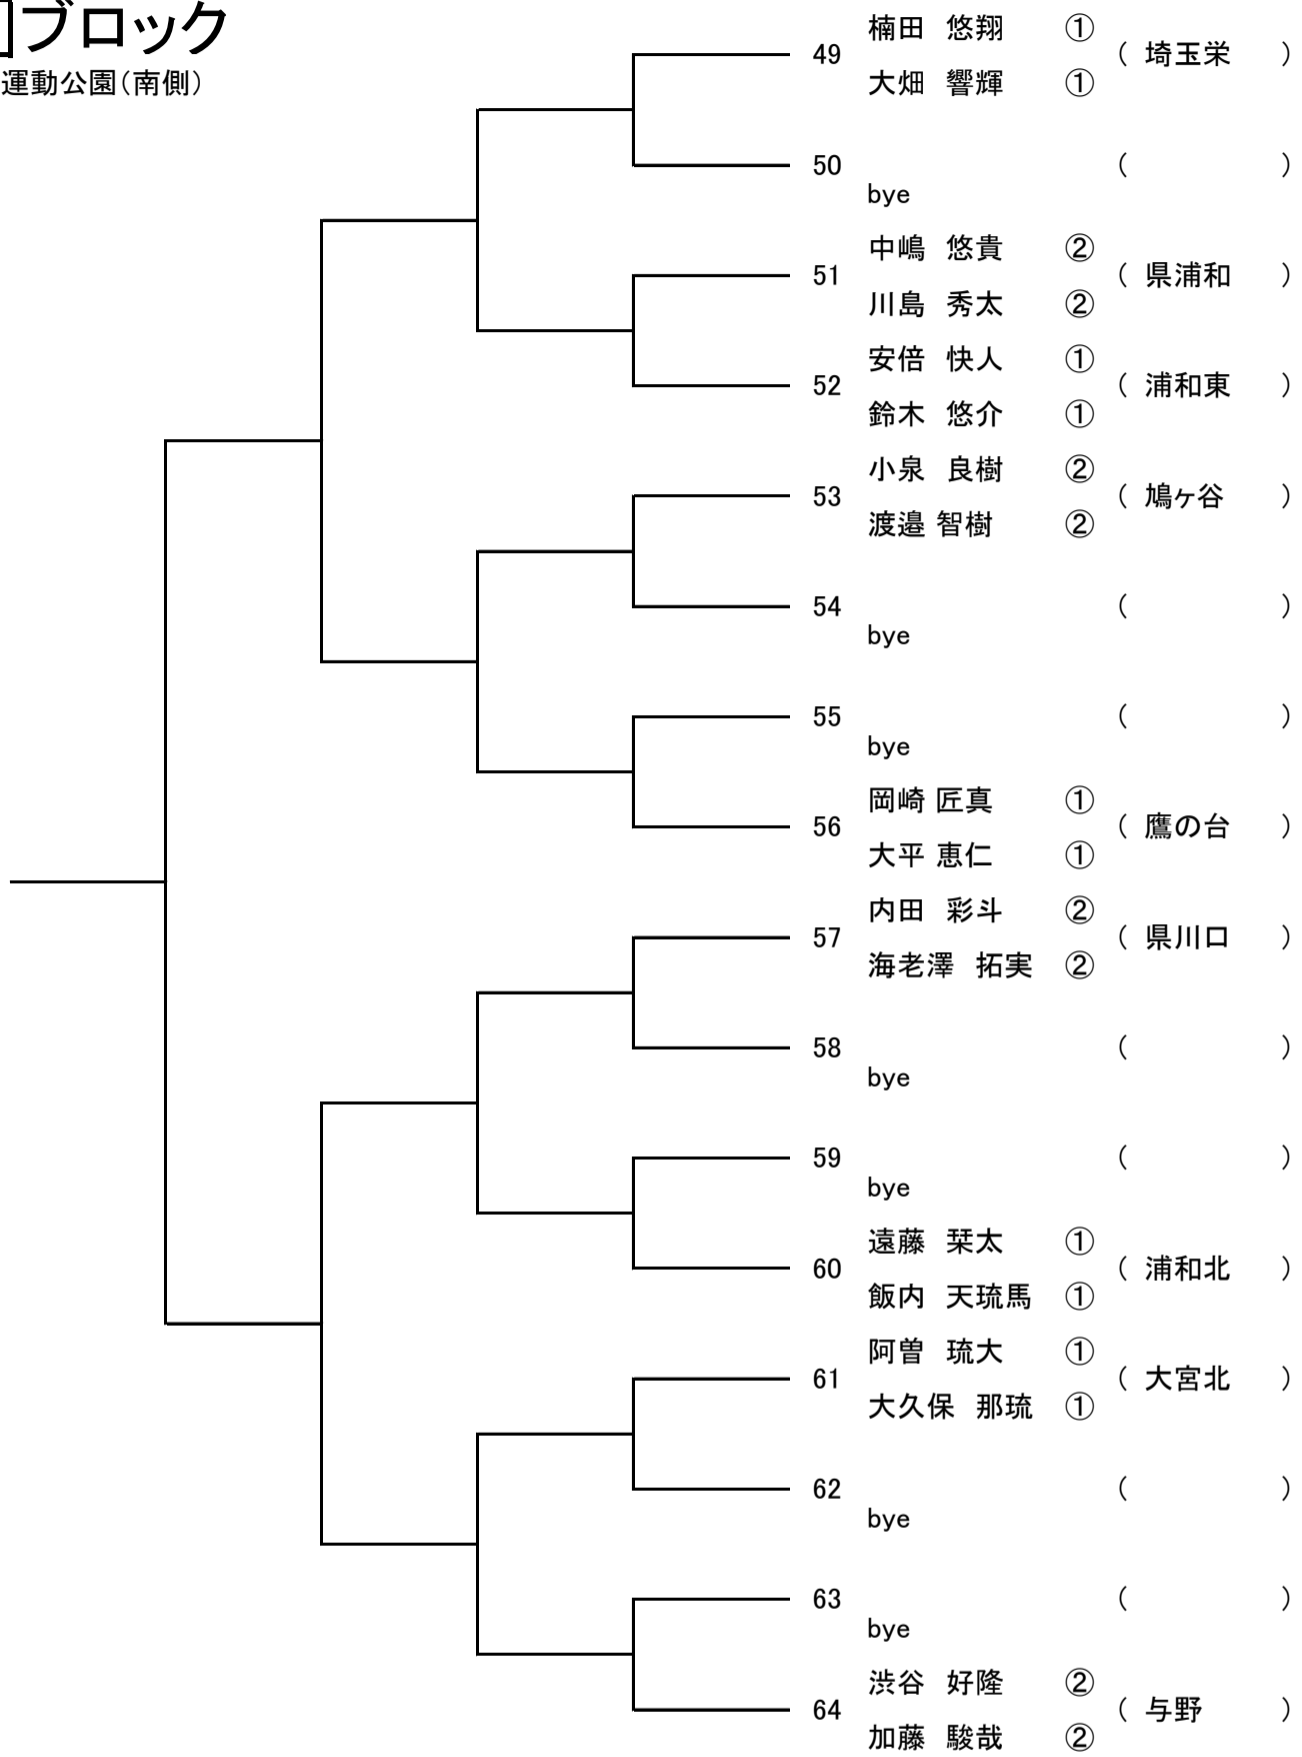 ブロック
運動公園（南側）
楠田 悠翔 ①
49 （ 埼玉栄 ）
大畑 響輝 ①
50 （ ）
bye
中嶋 悠貴 ②
51 （ 県浦和 ）
川島 秀太 ②
安倍 快人 ①
52 （ 浦和東 ）
鈴木 悠介 ①
小泉 良樹 ②
53 （ 鳩ヶ谷 ）
渡邉 智樹 ②
54 （ ）
bye
55 （ ）
bye
岡崎 匠真 ①
56 （ 鷹の台 ）
大平 恵仁 ①
内田 彩斗 ②
57 （ 県川口 ）
海老澤 拓実 ②
58 （ ）
bye
59 （ ）
bye
遠藤 栞太 ①
60 （ 浦和北 ）
飯内 天琉馬 ①
阿曽 琉大 ①
61 （ 大宮北 ）
大久保 那琉 ①
62 （ ）
bye
63 （ ）
bye
渋谷 好隆 ②
64 （ 与野 ）
加藤 駿哉 ②